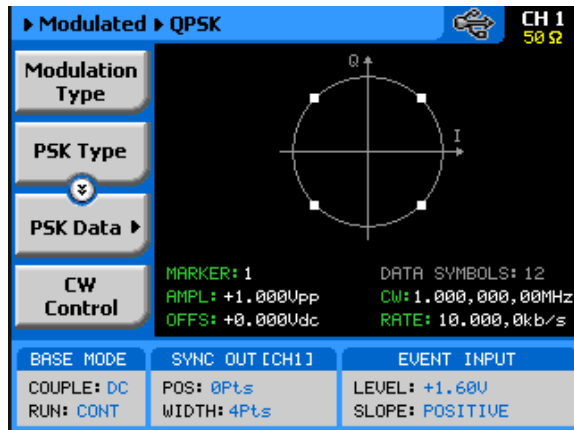 Modulated QPSK
CH 1
50 Ω
Modulation
Type
PSK Type
PSK Data
CW
Control
Q
I
MARKER: 1
DATA SYMBOLS: 12
AMPL: +1.000Vpp
CW: 1.000,000,00MHz
OFFS: +0.000Vdc
RATE: 10.000,0kb/s
BASE MODE
COUPLE: DC
RUN: CONT
SYNC OUT [CH1]
POS: 0Pts
WIDTH: 4Pts
EVENT INPUT
LEVEL: +1.60V
SLOPE: POSITIVE